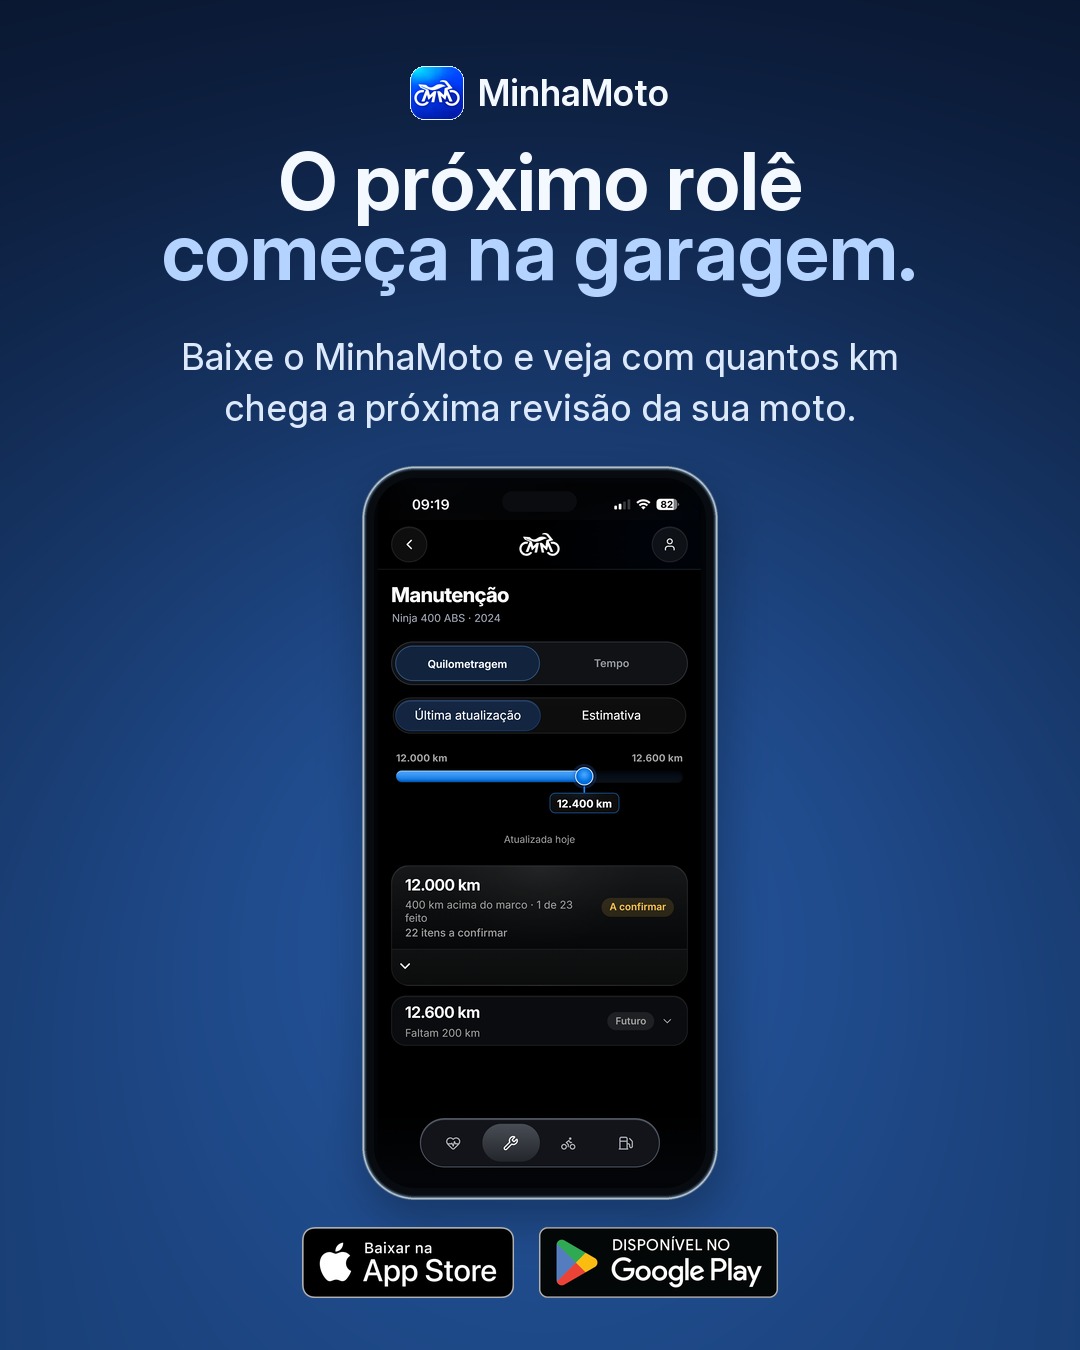 MinhaMoto
O próximo rolê
começa na garagem.
Baixe o MinhaMoto e veja com quantos km
chega a próxima revisão da sua moto.
09:19
82
MM
Manutenção
Ninja 400 ABS · 2024
Quilometragem
Tempo
Última atualização
Estimativa
12.000 km
12.600 km
12.400 km
Atualizada hoje
12.000 km
400 km acima do marco · 1 de 23
feito
22 itens a confirmar
A confirmar
12.600 km
Faltam 200 km
Futuro
Baixar na
App Store
DISPONÍVEL NO
Google Play